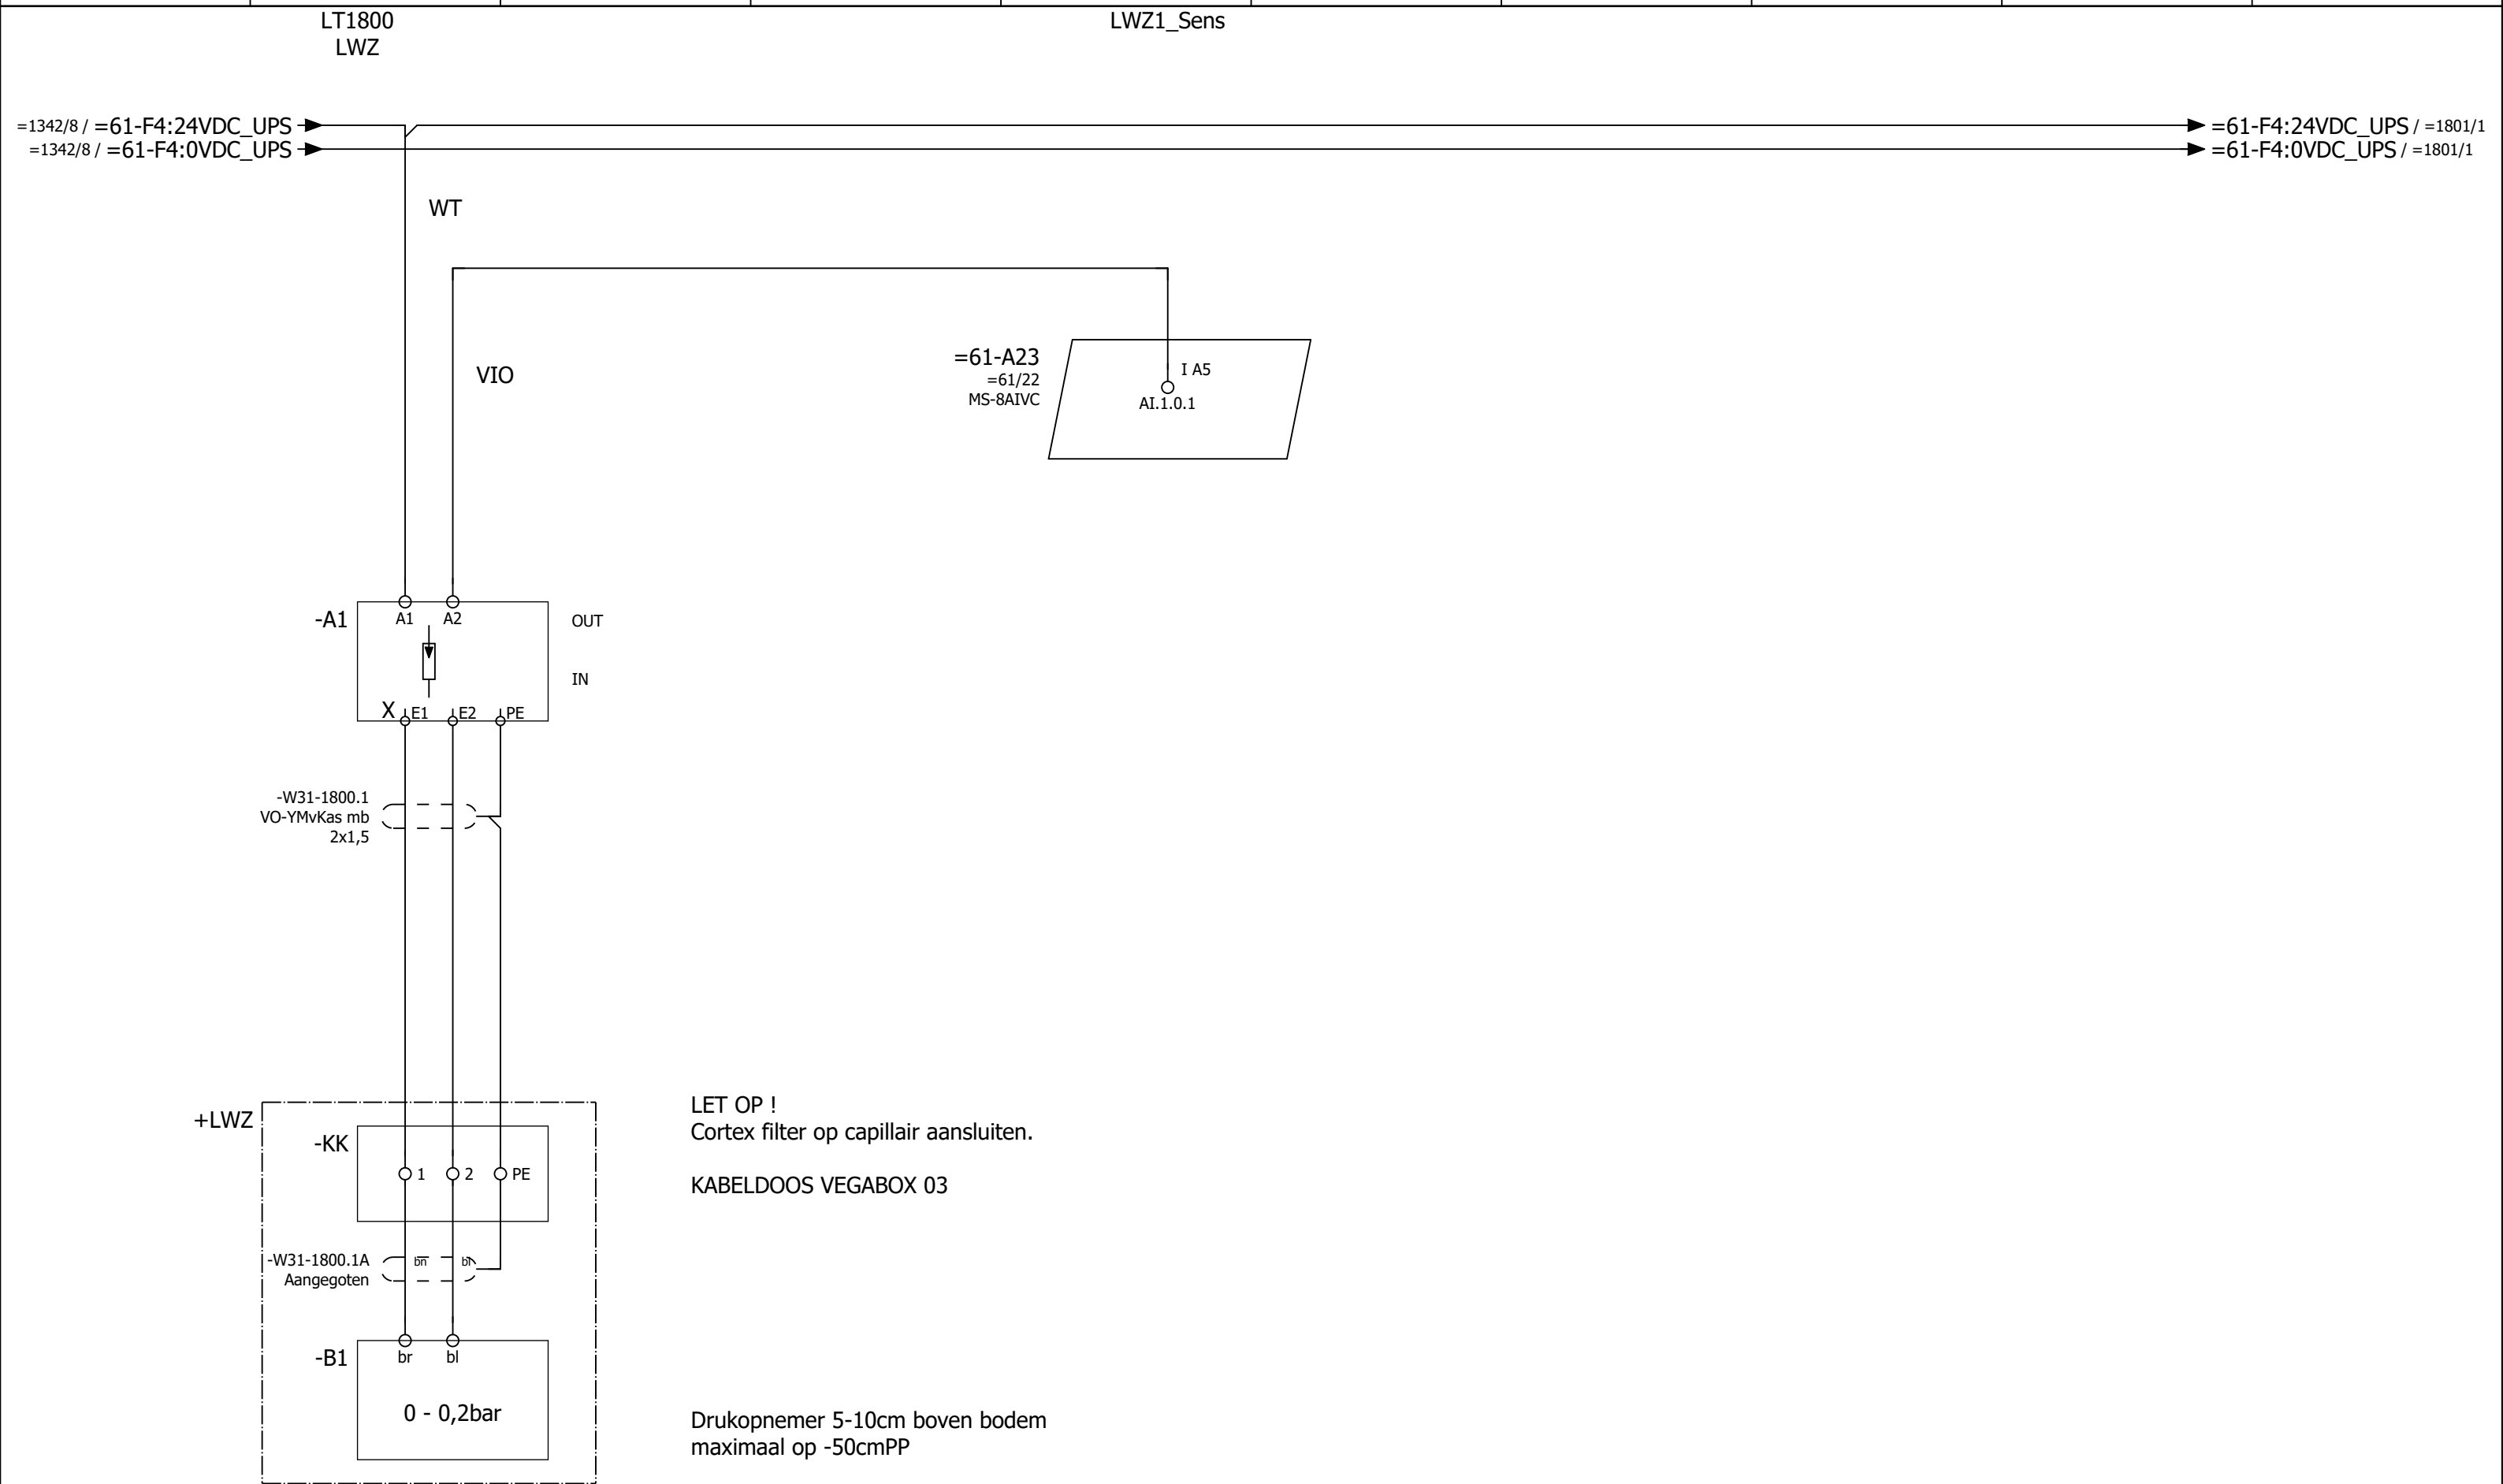 LT1800
LWZ
LWZ1_Sens
=1342/8 / =61-F4:24VDC_UPS
=61-F4:24VDC_UPS / =1801/1
=1342/8 / =61-F4:0VDC_UPS
=61-F4:0VDC_UPS / =1801/1
WT
VIO
=61-A23
=61/22
MS-8AIVC
I A5
AI.1.0.1
-A1
A1 A2
OUT
IN
X E1 E2 PE
-W31-1800.1
VO-YMvKas mb
2x1,5
+LWZ
-KK
1 2 PE
LET OP !
Cortex filter op capillair aansluiten.
KABELDOOS VEGABOX 03
-W31-1800.1A
Aangegoten
bn bl
-B1
br bl
0 - 0,2bar
Drukopnemer 5-10cm boven bodem
maximaal op -50cmPP